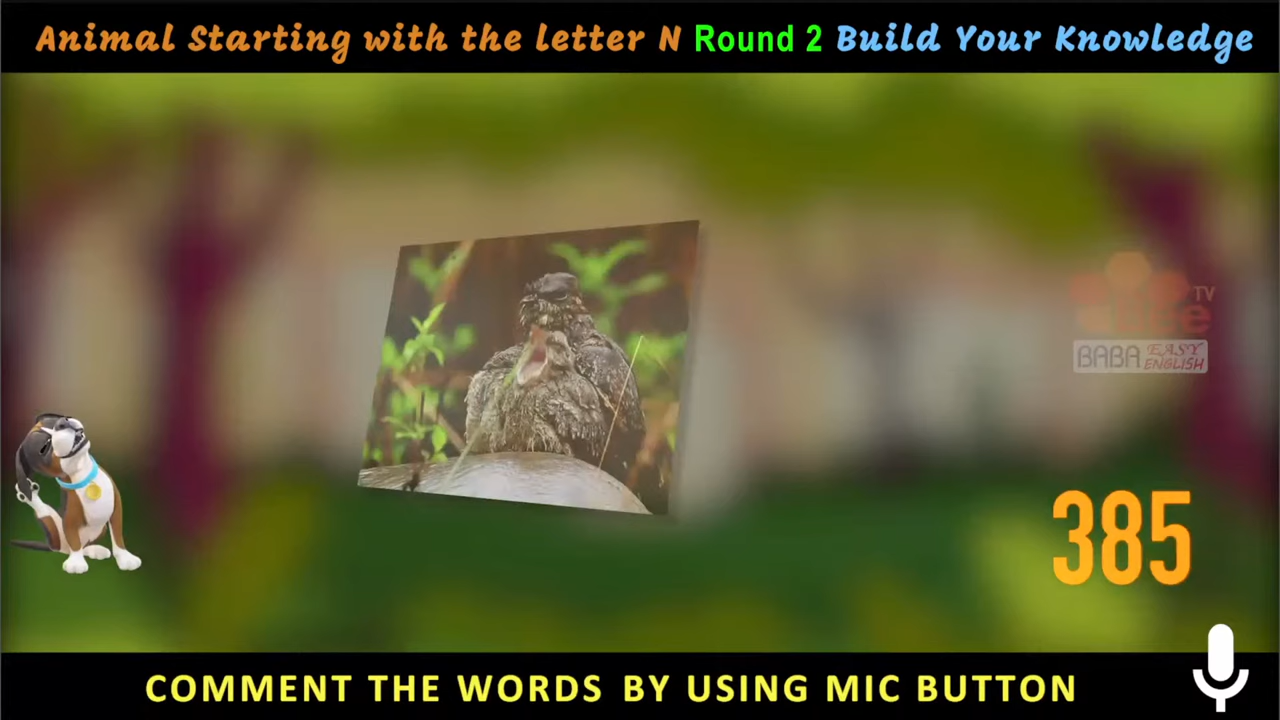 Animal Starting with the letter N Round 2 Build Your Knowledge
TV
BABA EASY ENGLISH
385
COMMENT THE WORDS BY USING MIC BUTTON